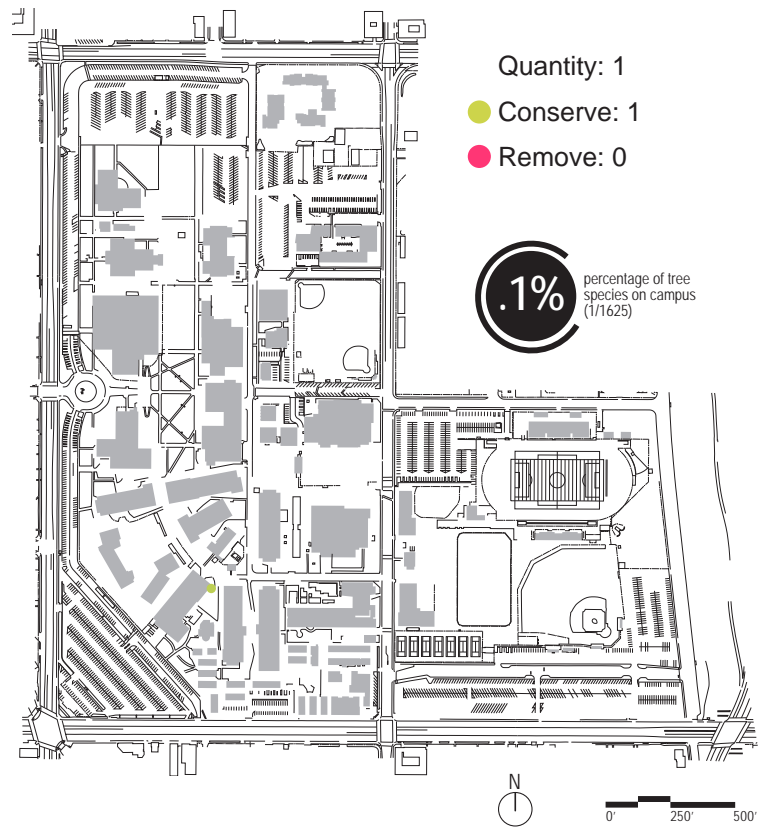 Quantity: 1
Conserve: 1
Remove: 0
.1%
percentage of tree
species on campus
(1/1625)
N
0' 250' 500'